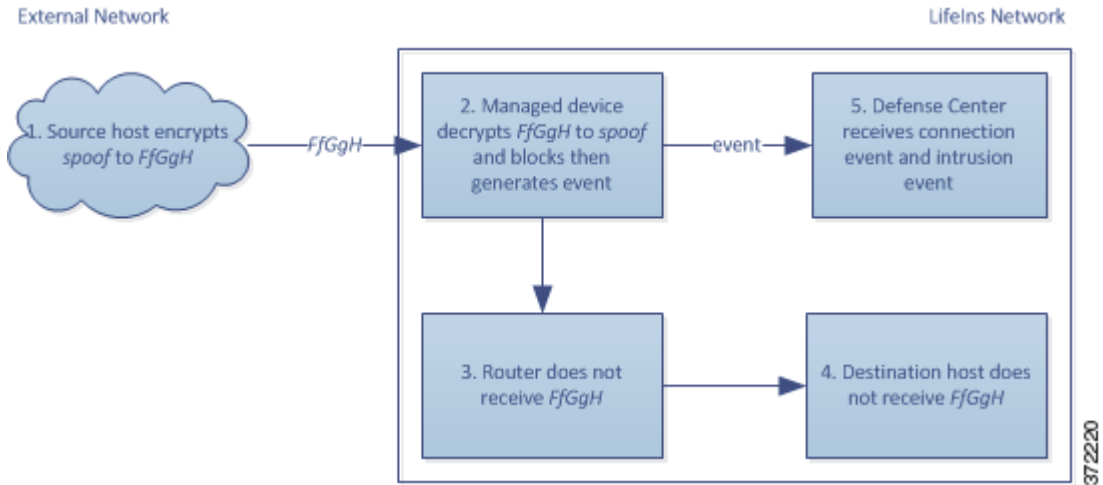 External Network
LifeIns Network
1. Source host encrypts
spoof to FfGgH
FfGgH
2. Managed device
decrypts FfGgH to spoof
and blocks then
generates event
event
5. Defense Center
receives connection
event and intrusion
event
3. Router does not
receive FfGgH
4. Destination host does
not receive FfGgH
372220